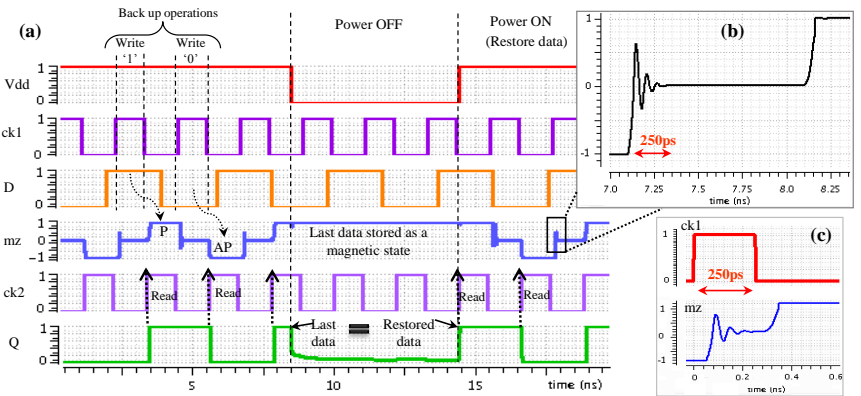 (a)
Back up operations
Write
'1'
Write
'0'
Power OFF
Power ON
(Restore data)
Vdd
1
0
ck1
1
0
D
1
0
mz
1
0
-1
P
AP
Last data stored as a
magnetic state
ck2
1
0
Read
Read
Read
Read
Q
1
0
Last
data
=
Restored
data
5
10
15
time (ns)
(b)
1
0
-1
250ps
7.0
7.25
7.5
7.75
8.0
8.25
time (ns)
(c)
ck1
1
0
250ps
mz
1
0
-1
0
0.2
0.4
0.6
time (ns)